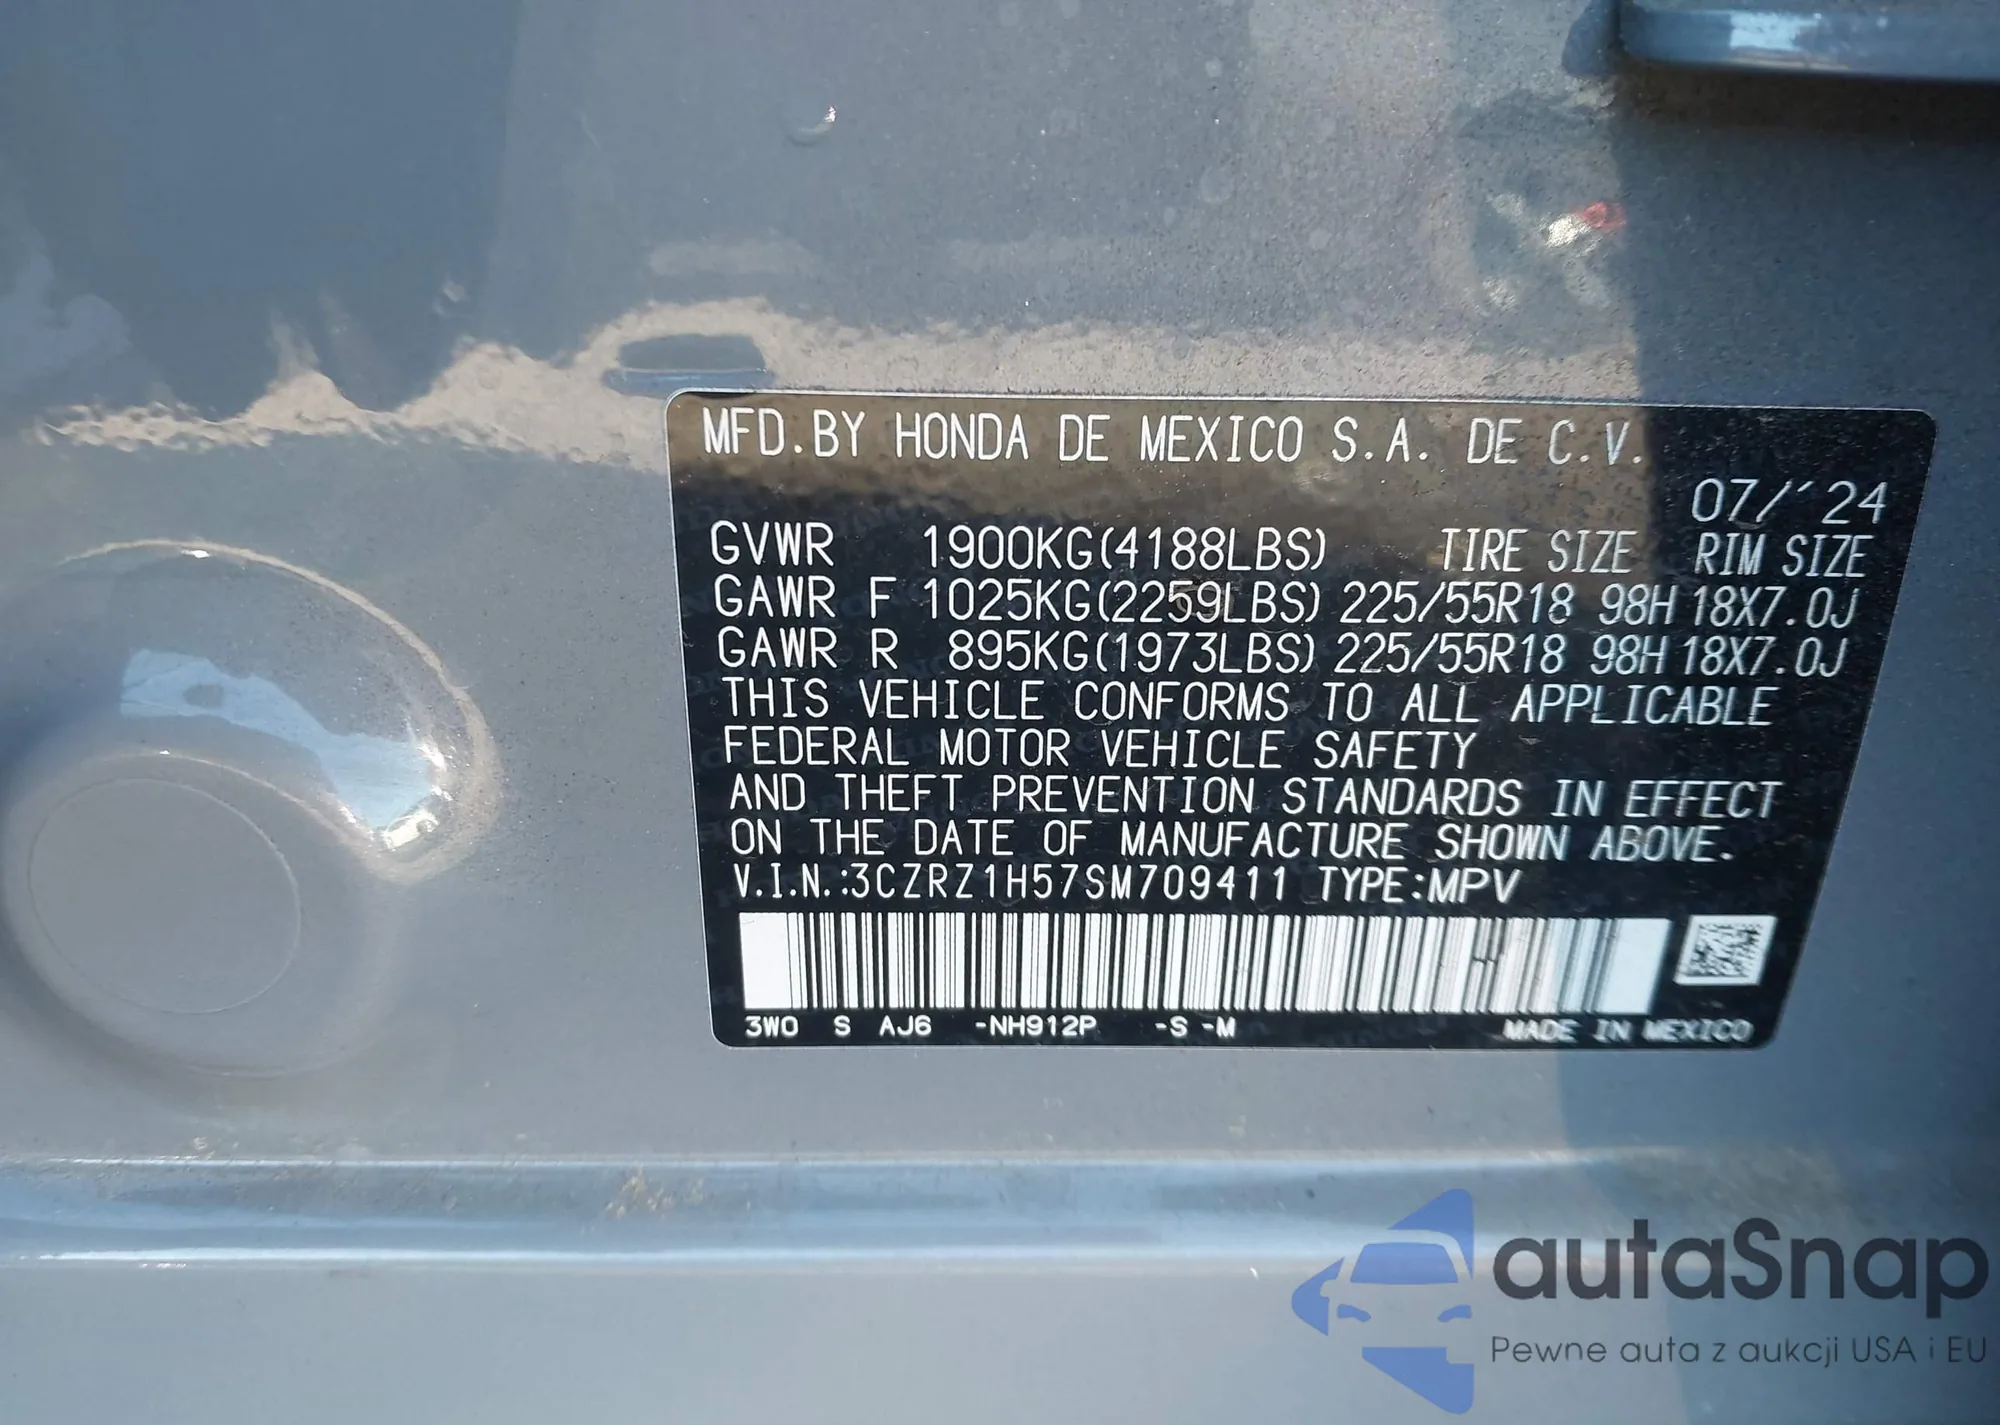 MFD.BY HONDA DE MEXICO S.A. DE C.V.
07/´24
GVWR 1900KG(4188LBS) TIRE SIZE RIM SIZE
GAWR F 1025KG(2259LBS) 225/55R18 98H 18X7.0J
GAWR R 895KG(1973LBS) 225/55R18 98H 18X7.0J
THIS VEHICLE CONFORMS TO ALL APPLICABLE
FEDERAL MOTOR VEHICLE SAFETY
AND THEFT PREVENTION STANDARDS IN EFFECT
ON THE DATE OF MANUFACTURE SHOWN ABOVE.
V.I.N.:3CZRZ1H57SM709411 TYPE:MPV
3W0 S AJ6 -NH912P -S -M MADE IN MEXICO
autaSnap
Pewne auta z aukcji USA i EU